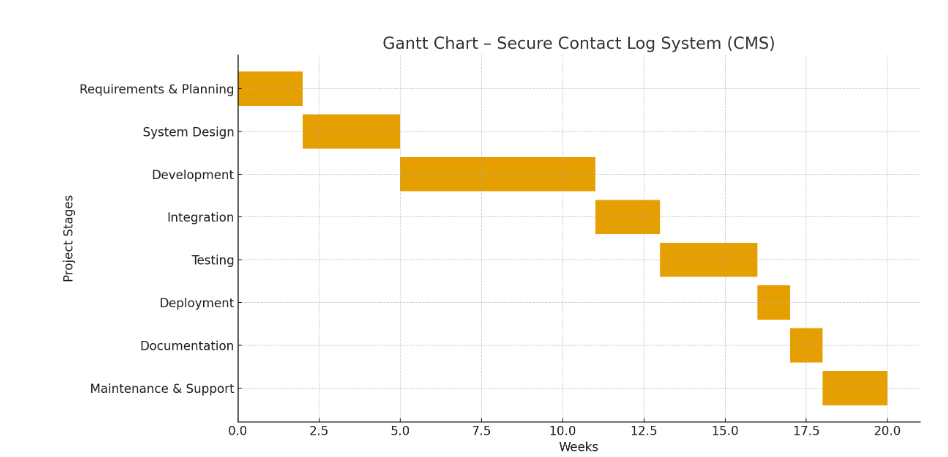 Gantt Chart – Secure Contact Log System (CMS)
Project Stages
Requirements & Planning
System Design
Development
Integration
Testing
Deployment
Documentation
Maintenance & Support
0.0 2.5 5.0 7.5 10.0 12.5 15.0 17.5 20.0
Weeks